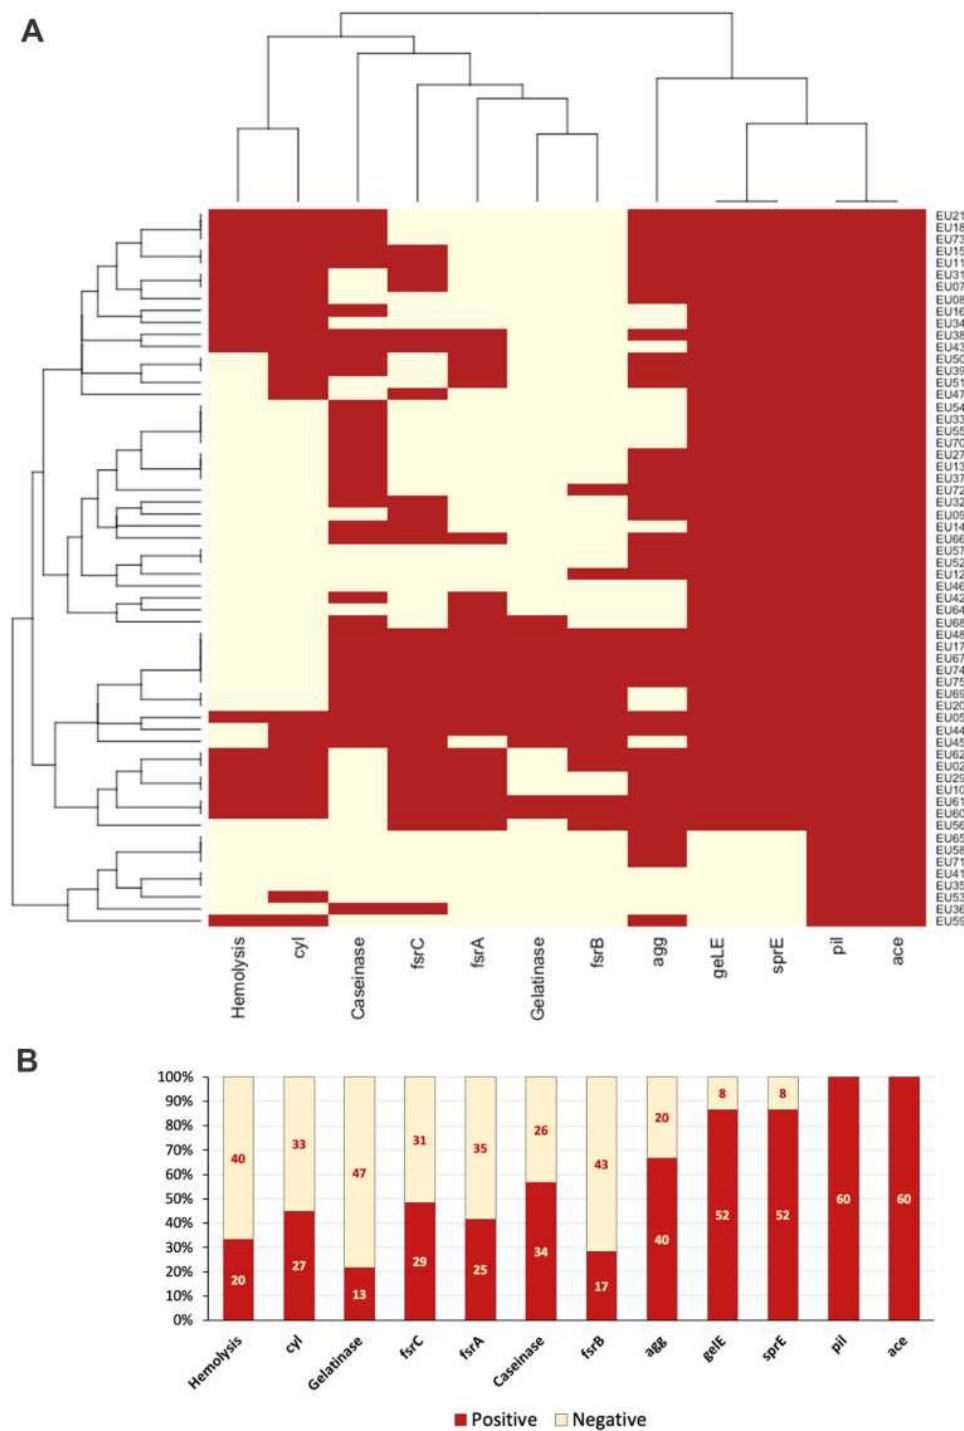 A
EU21
EU18
EU73
EU15
EU11
EU31
EU07
EU08
EU16
EU34
EU38
EU43
EU50
EU39
EU51
EU47
EU54
EU33
EU55
EU70
EU27
EU13
EU37
EU72
EU32
EU09
EU14
EU66
EU57
EU52
EU12
EU46
EU42
EU64
EU68
EU48
EU17
EU67
EU74
EU75
EU69
EU20
EU05
EU44
EU45
EU62
EU02
EU29
EU10
EU61
EU60
EU56
EU65
EU58
EU71
EU41
EU35
EU53
EU36
EU59
Hemolysis cyl Caseinase fsrC fsrA Gelatinase fsrB agg geLE sprE pil ace
B
100%
90%
80%
70%
60%
50%
40%
30%
20%
10%
0%
40 33 47 31 35 26 43 20 8 8
20 27 13 29 25 34 17 40 52 52 60 60
Hemolysis cyl Gelatinase fsrC fsrA Caseinase fsrB agg gelE sprE pil ace
Positive Negative